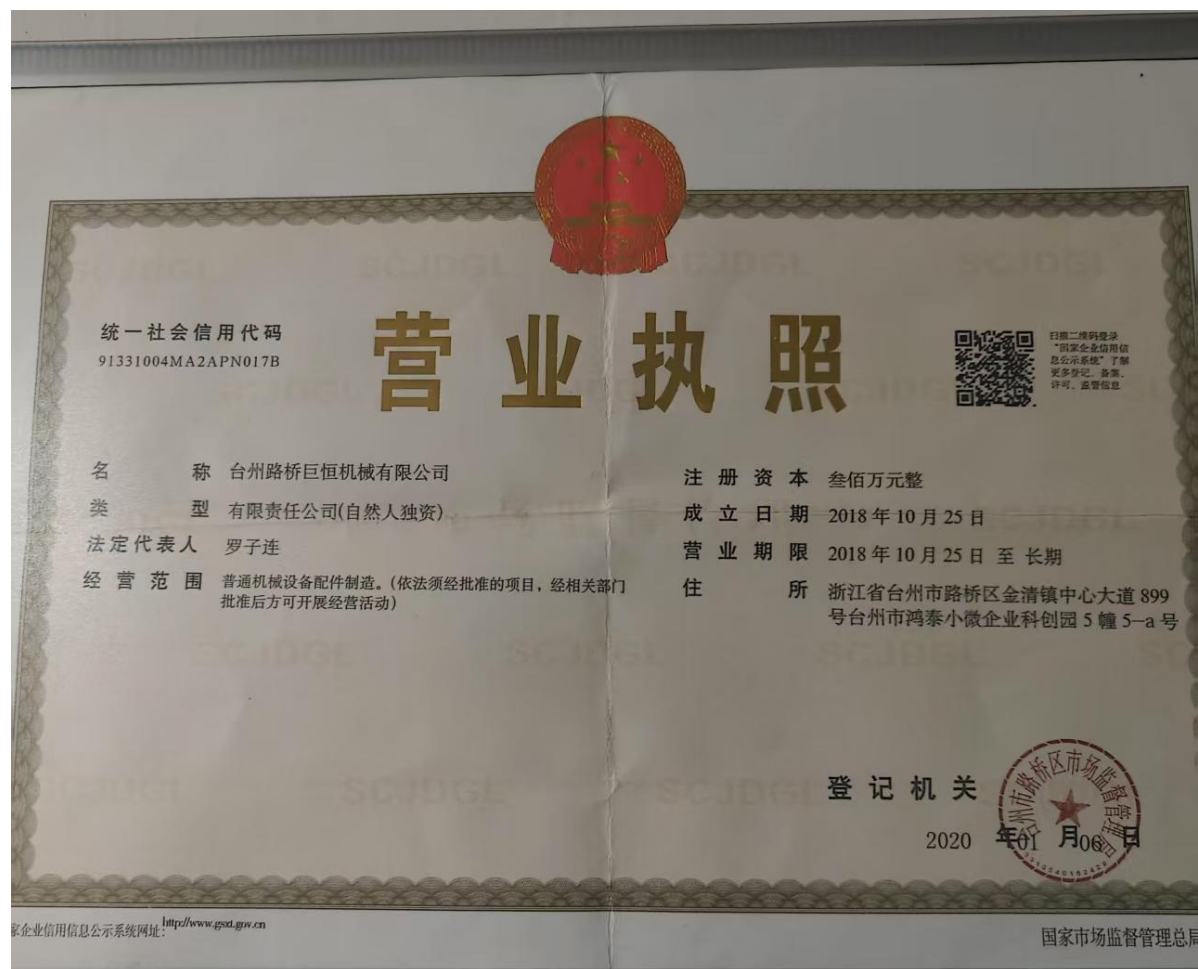 统一社会信用代码
91331004MA2APN017B
营业执照
扫描二维码登录
“国家企业信用信
息公示系统”了解
更多登记、备案、
许可、监管信息
名称 台州路桥巨恒机械有限公司
类型 有限责任公司(自然人独资)
法定代表人 罗子连
经营范围 普通机械设备配件制造。(依法须经批准的项目，经相关部门
批准后方可开展经营活动)
注册资本 叁佰万元整
成立日期 2018年10月25日
营业期限 2018年10月25日 至 长期
住所 浙江省台州市路桥区金清镇中心大道899
号台州市鸿泰小微企业科创园5幢5-a号
登记机关
台州市路桥区市场监督管理局
2020年01月06日
家企业信用信息公示系统网址：http://www.gsxt.gov.cn
国家市场监督管理总局
SCJDGL